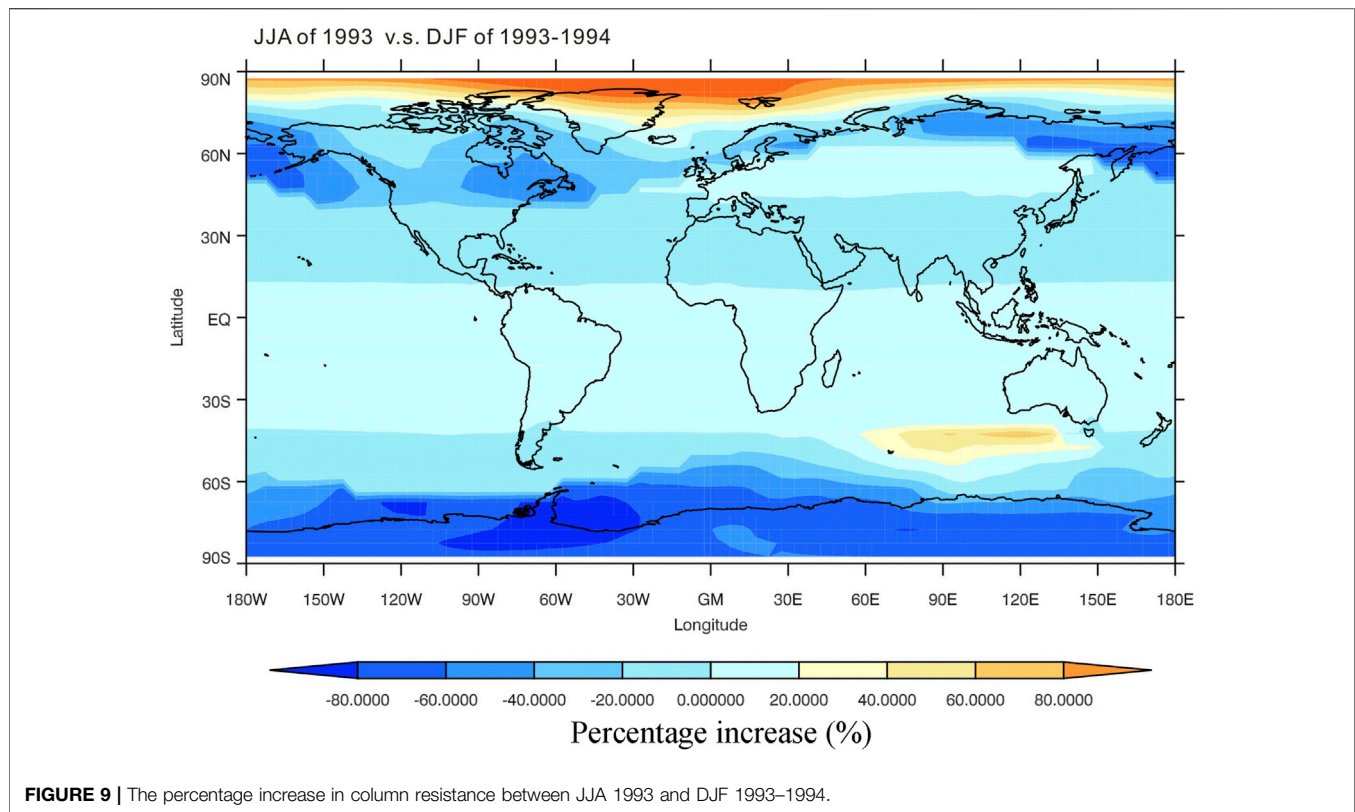 JJA of 1993 v.s. DJF of 1993-1994
90N
60N
30N
EQ
30S
60S
90S
Latitude
180W 150W 120W 90W 60W 30W GM 30E 60E 90E 120E 150E 180E
Longitude
-80.0000 -60.0000 -40.0000 -20.0000 0.000000 20.0000 40.0000 60.0000 80.0000
Percentage increase (%)
FIGURE 9 | The percentage increase in column resistance between JJA 1993 and DJF 1993–1994.